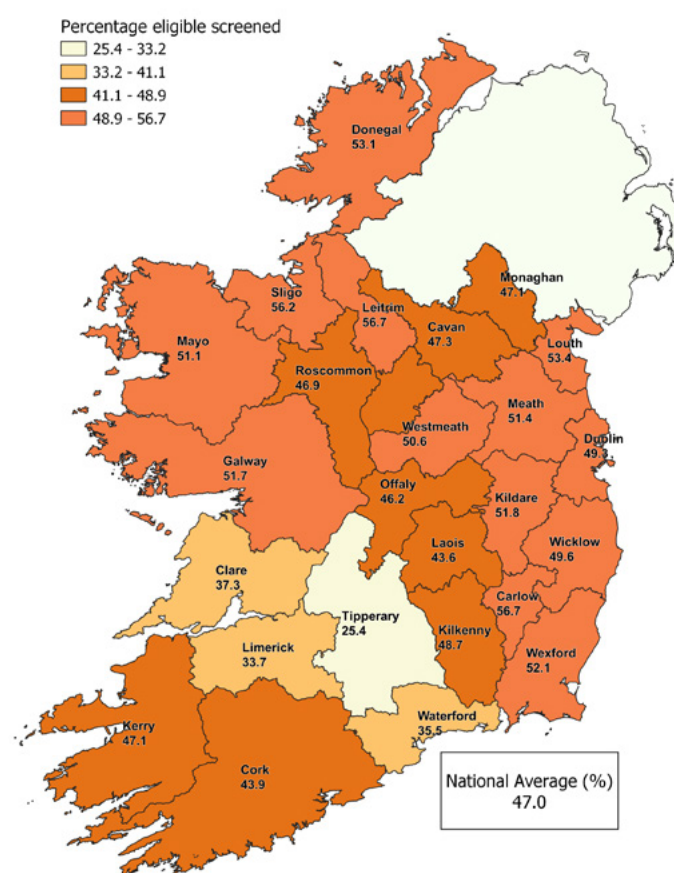 Percentage eligible screened
25.4 - 33.2
33.2 - 41.1
41.1 - 48.9
48.9 - 56.7
Donegal
53.1
Monaghan
47.1
Sligo
56.2
Leitrim
56.7
Cavan
47.3
Louth
53.4
Mayo
51.1
Roscommon
46.9
Meath
51.4
Westmeath
50.6
Dublin
49.3
Galway
51.7
Offaly
46.2
Kildare
51.8
Laois
43.6
Wicklow
49.6
Clare
37.3
Carlow
56.7
Tipperary
25.4
Kilkenny
48.7
Limerick
33.7
Wexford
52.1
Waterford
35.5
Kerry
47.1
Cork
43.9
National Average (%)
47.0